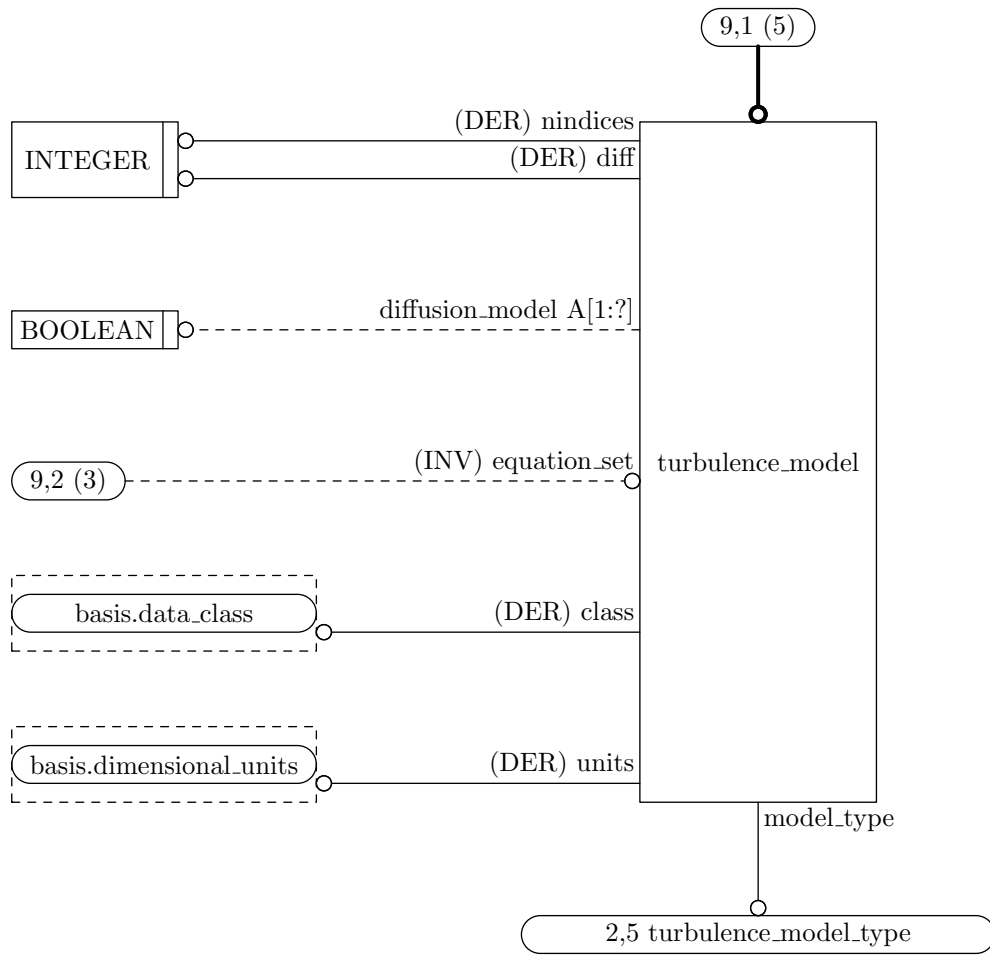 9,1 (5)
(DER) nindices
INTEGER
(DER) diff
diffusion_model A[1:?]
BOOLEAN
(INV) equation_set
turbulence_model
9,2 (3)
basis.data_class
(DER) class
basis.dimensional_units
(DER) units
model_type
2,5 turbulence_model_type